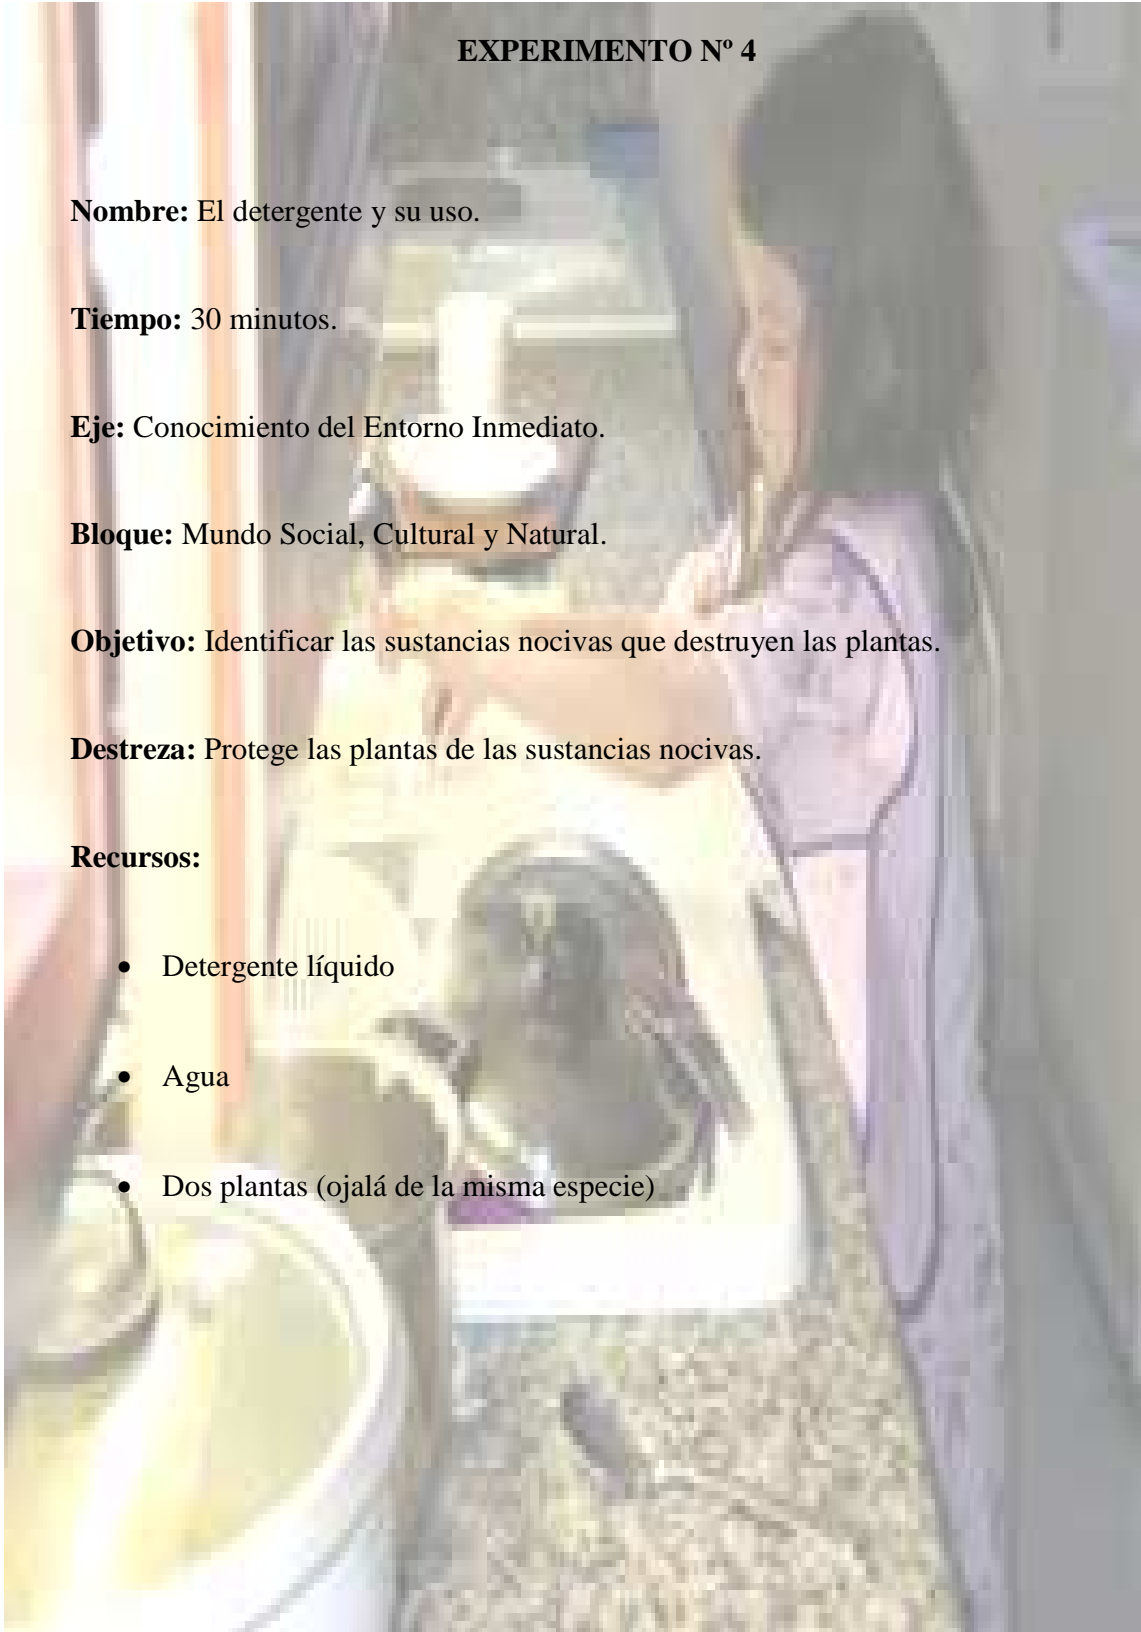 EXPERIMENTO Nº 4
Nombre: El detergente y su uso.
Tiempo: 30 minutos.
Eje: Conocimiento del Entorno Inmediato.
Bloque: Mundo Social, Cultural y Natural.
Objetivo: Identificar las sustancias nocivas que destruyen las plantas.
Destreza: Protege las plantas de las sustancias nocivas.
Recursos:
• Detergente líquido
• Agua
• Dos plantas (ojalá de la misma especie)